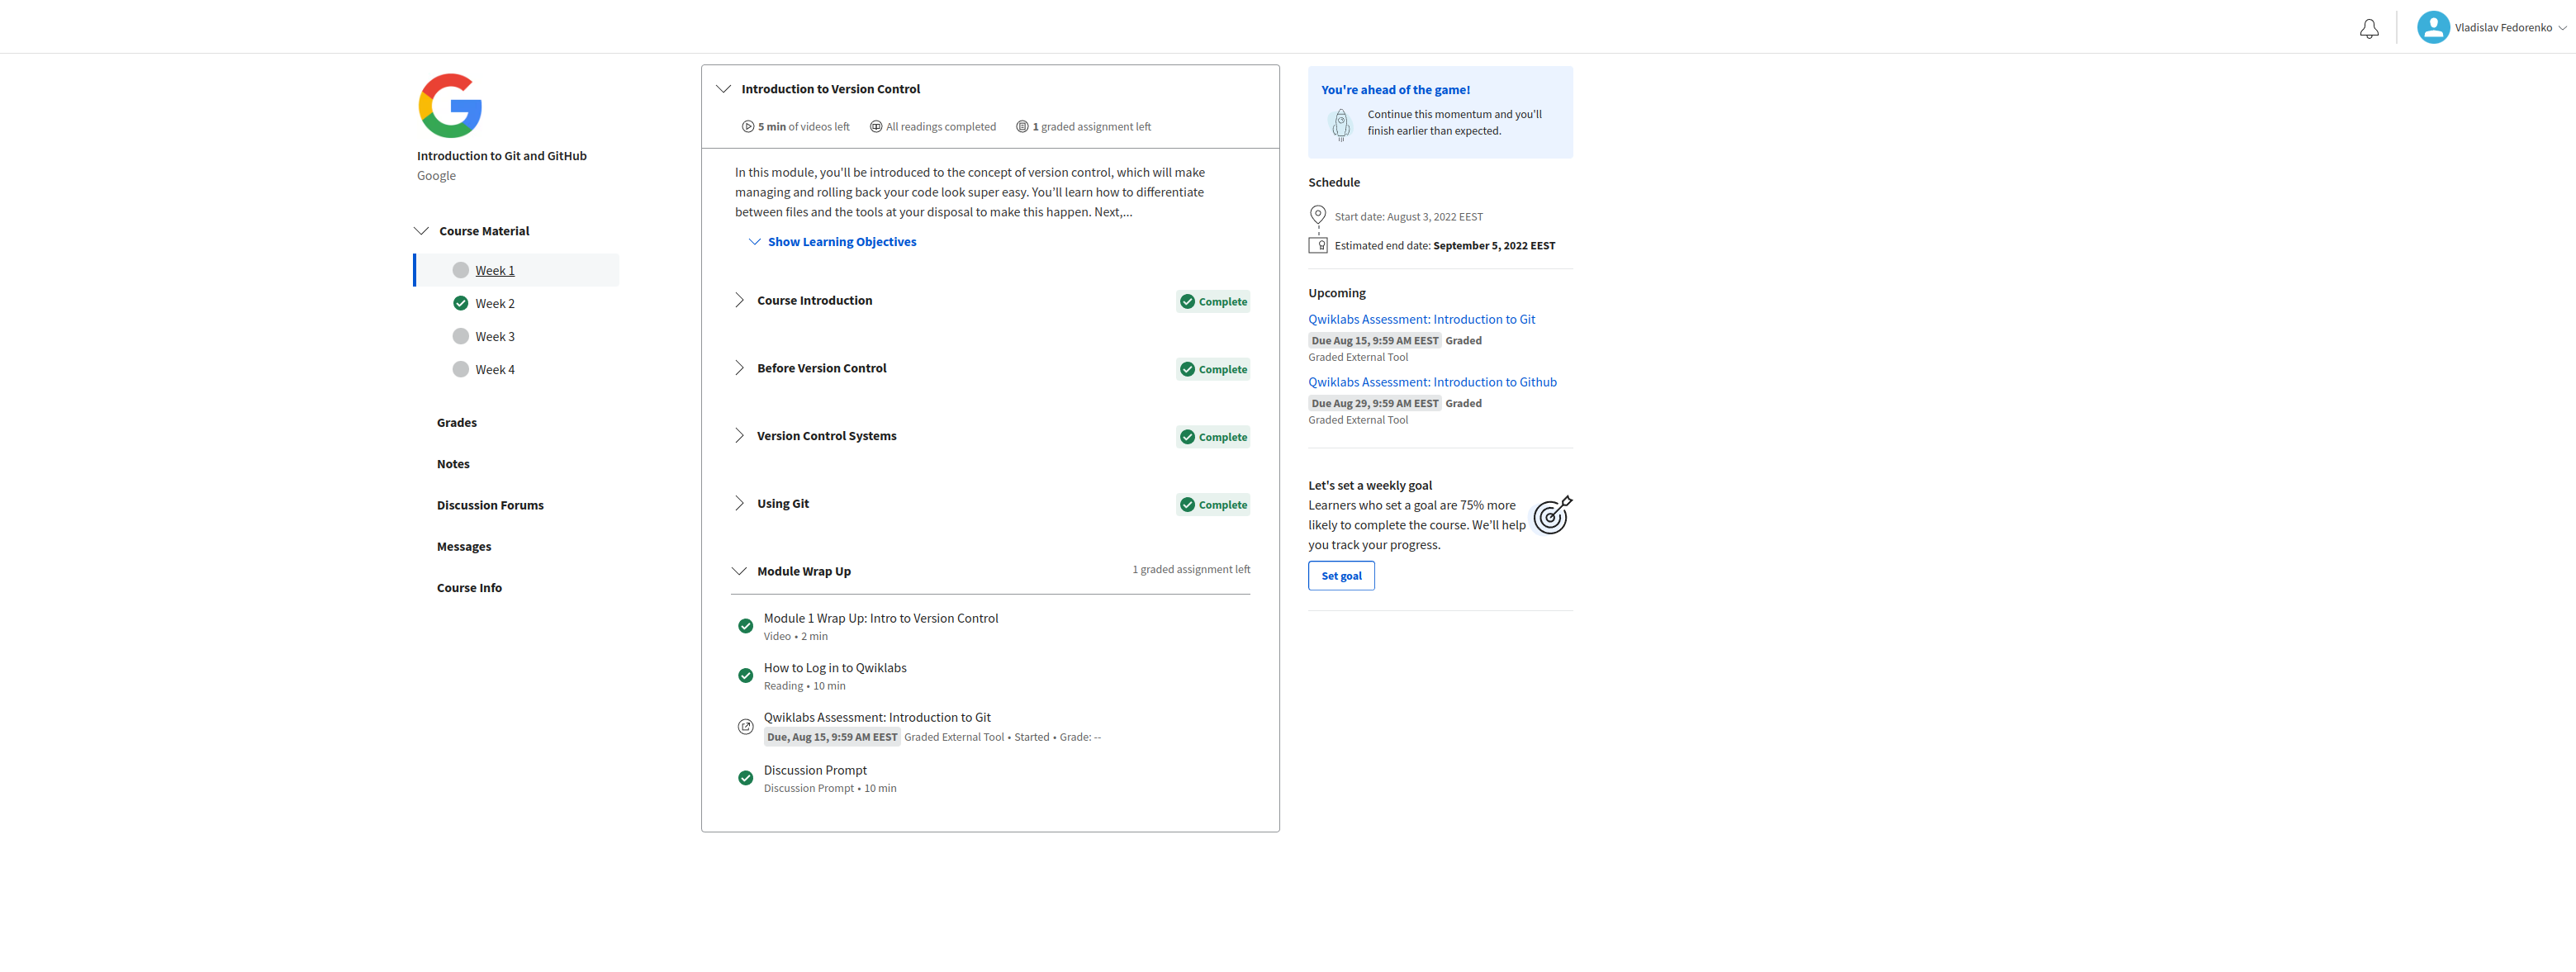 Vladislav Fedorenko
Introduction to Git and GitHub
Google
Course Material
Week 1
Week 2
Week 3
Week 4
Grades
Notes
Discussion Forums
Messages
Course Info
Introduction to Version Control
5 min of videos left All readings completed 1 graded assignment left
In this module, you'll be introduced to the concept of version control, which will make
managing and rolling back your code look super easy. You'll learn how to differentiate
between files and the tools at your disposal to make this happen. Next,...
Show Learning Objectives
Course Introduction Complete
Before Version Control Complete
Version Control Systems Complete
Using Git Complete
Module Wrap Up 1 graded assignment left
Module 1 Wrap Up: Intro to Version Control
Video • 2 min
How to Log in to Qwiklabs
Reading • 10 min
Qwiklabs Assessment: Introduction to Git
Due, Aug 15, 9:59 AM EEST Graded External Tool • Started • Grade: --
Discussion Prompt
Discussion Prompt • 10 min
You're ahead of the game!
Continue this momentum and you'll
finish earlier than expected.
Schedule
Start date: August 3, 2022 EEST
Estimated end date: September 5, 2022 EEST
Upcoming
Qwiklabs Assessment: Introduction to Git
Due Aug 15, 9:59 AM EEST Graded
Graded External Tool
Qwiklabs Assessment: Introduction to Github
Due Aug 29, 9:59 AM EEST Graded
Graded External Tool
Let's set a weekly goal
Learners who set a goal are 75% more
likely to complete the course. We'll help
you track your progress.
Set goal